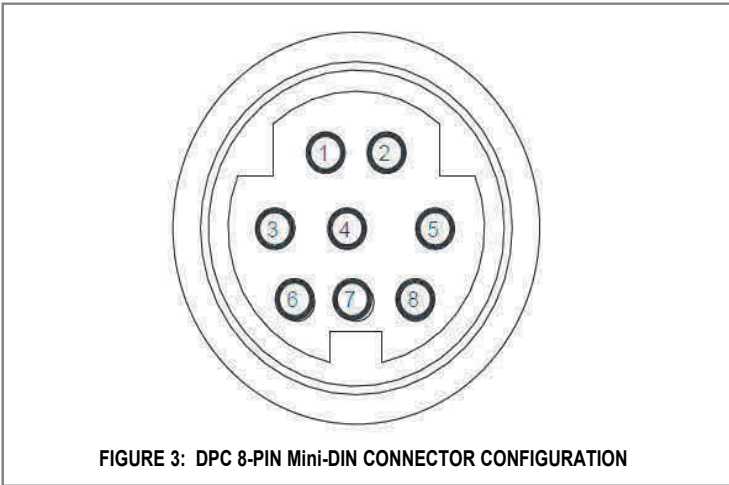 1 2
3 4 5
6 7 8
FIGURE 3: DPC 8-PIN Mini-DIN CONNECTOR CONFIGURATION